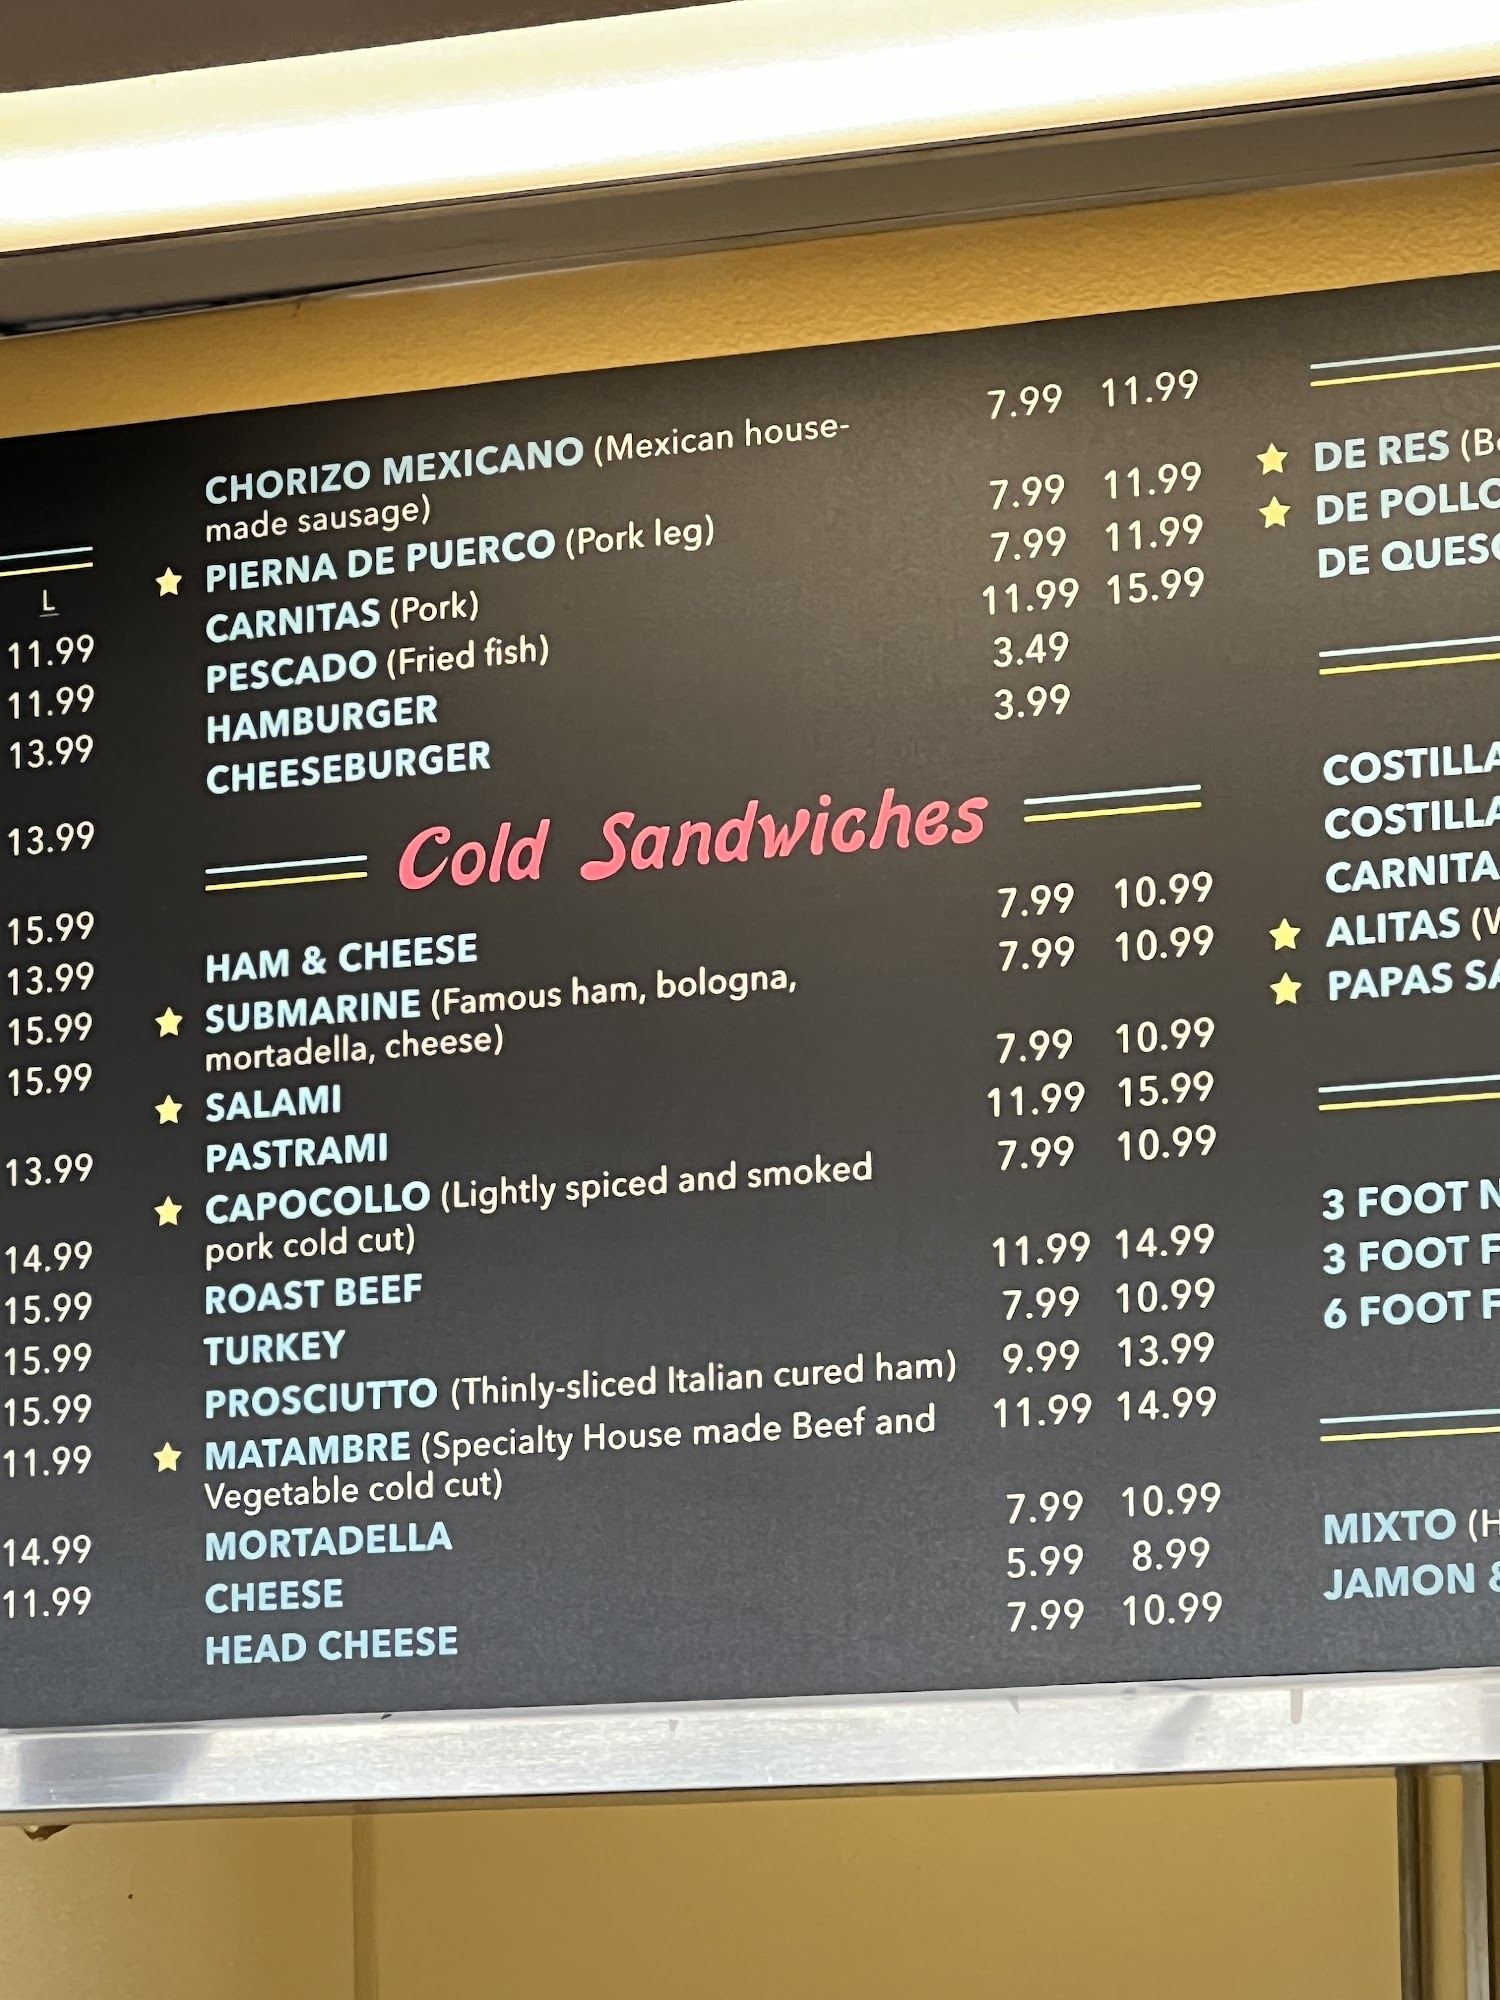 L
11.99
11.99
13.99
13.99
15.99
13.99
15.99
15.99
13.99
14.99
15.99
15.99
15.99
11.99
14.99
11.99
CHORIZO MEXICANO (Mexican house- 7.99 11.99
made sausage)
PIERNA DE PUERCO (Pork leg) 7.99 11.99
CARNITAS (Pork) 7.99 11.99
PESCADO (Fried fish) 11.99 15.99
HAMBURGER 3.49
CHEESEBURGER 3.99
Cold Sandwiches
HAM & CHEESE 7.99 10.99
SUBMARINE (Famous ham, bologna, 7.99 10.99
mortadella, cheese)
SALAMI 7.99 10.99
PASTRAMI 11.99 15.99
CAPOCOLLO (Lightly spiced and smoked 7.99 10.99
pork cold cut)
ROAST BEEF 11.99 14.99
TURKEY 7.99 10.99
PROSCIUTTO (Thinly-sliced Italian cured ham) 9.99 13.99
MATAMBRE (Specialty House made Beef and 11.99 14.99
Vegetable cold cut)
MORTADELLA 7.99 10.99
CHEESE 5.99 8.99
HEAD CHEESE 7.99 10.99
DE RES
DE POLLO
DE QUES
COSTILLA
COSTILLA
CARNITA
ALITAS
PAPAS SA
3 FOOT
3 FOOT F
6 FOOT F
MIXTO (H
JAMON &